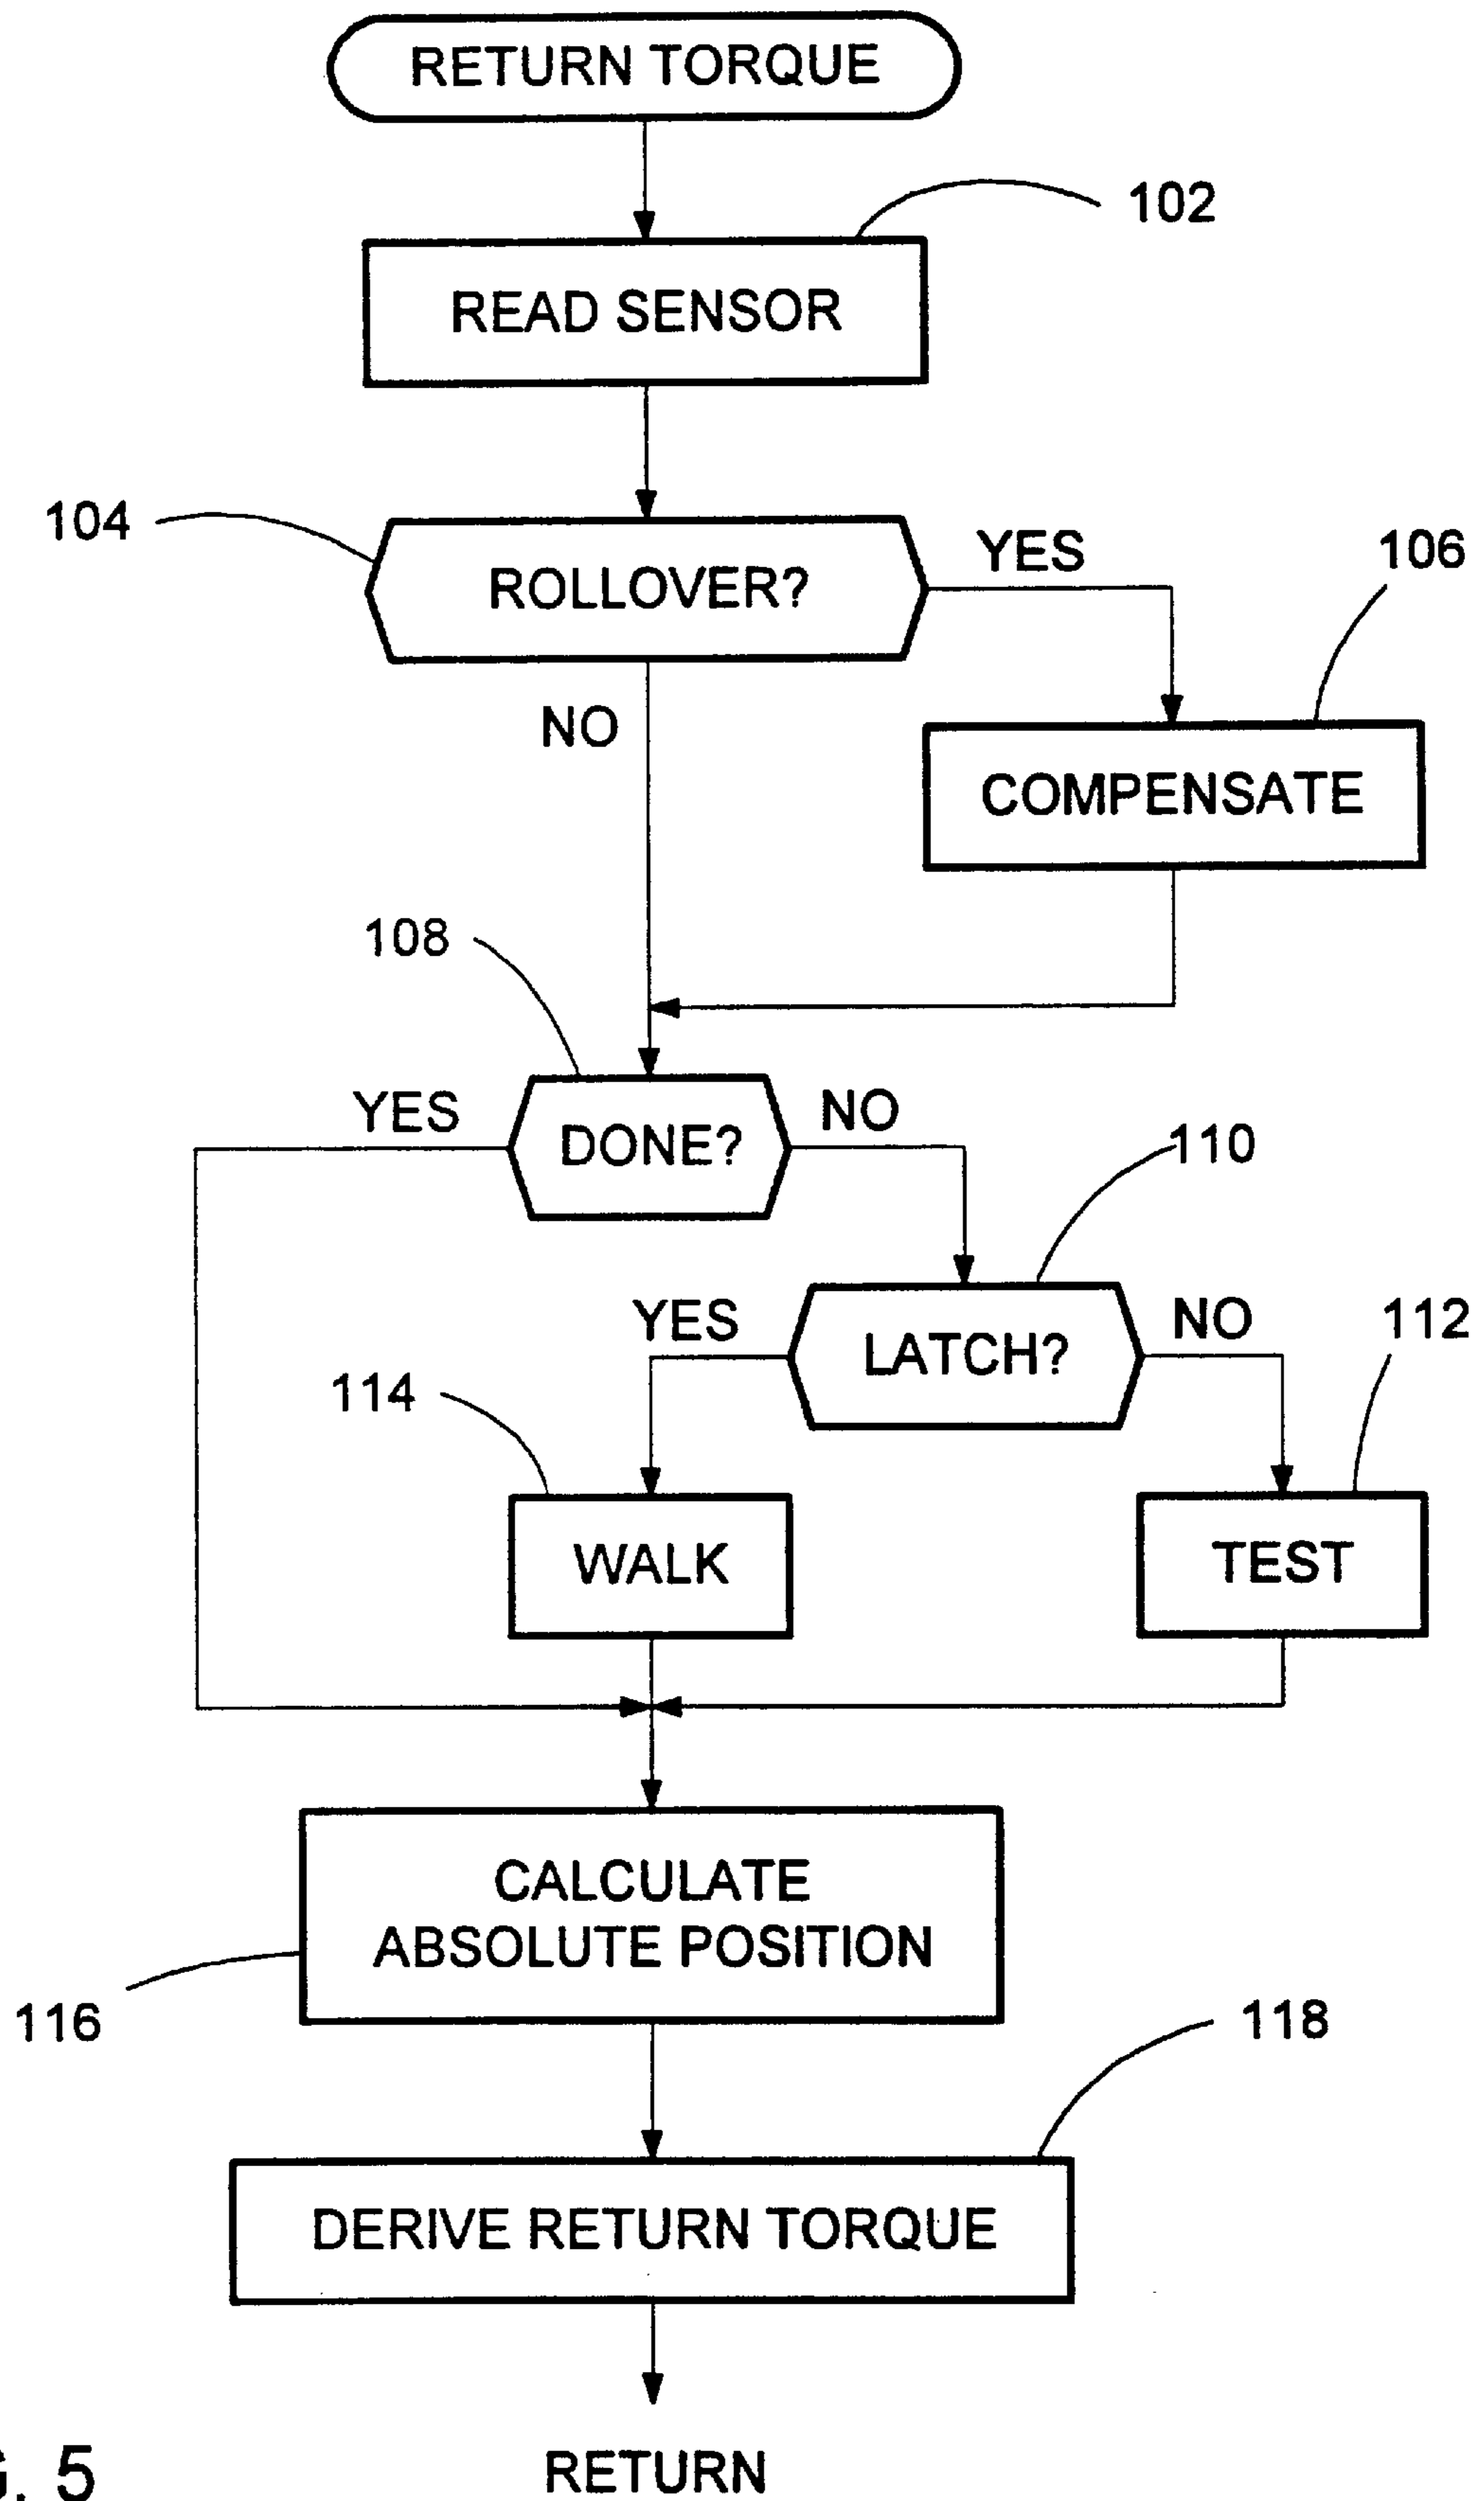 RETURN TORQUE
102
READ SENSOR
104
ROLLOVER?
YES
106
NO
COMPENSATE
108
YES
DONE?
NO
110
YES
LATCH?
NO
112
114
WALK
TEST
CALCULATE
ABSOLUTE POSITION
116
118
DERIVE RETURN TORQUE
RETURN
5